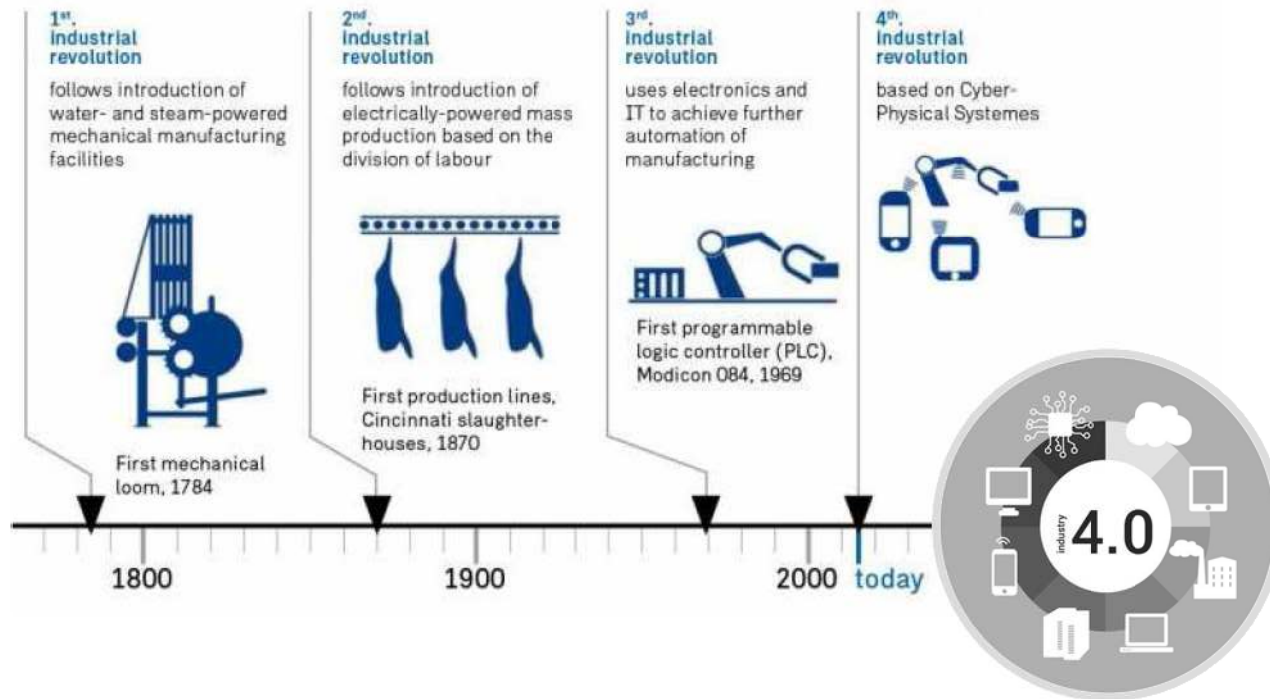 1st.
industrial
revolution
follows introduction of
water- and steam-powered
mechanical manufacturing
facilities
First mechanical
loom, 1784
2nd.
industrial
revolution
follows introduction of
electrically-powered mass
production based on the
division of labour
First production lines,
Cincinnati slaughter-
houses, 1870
3rd.
industrial
revolution
uses electronics and
IT to achieve further
automation of
manufacturing
First programmable
logic controller (PLC),
Modicon 084, 1969
4th.
industrial
revolution
based on Cyber-
Physical Systemes
1800
1900
2000
today
industry
4.0